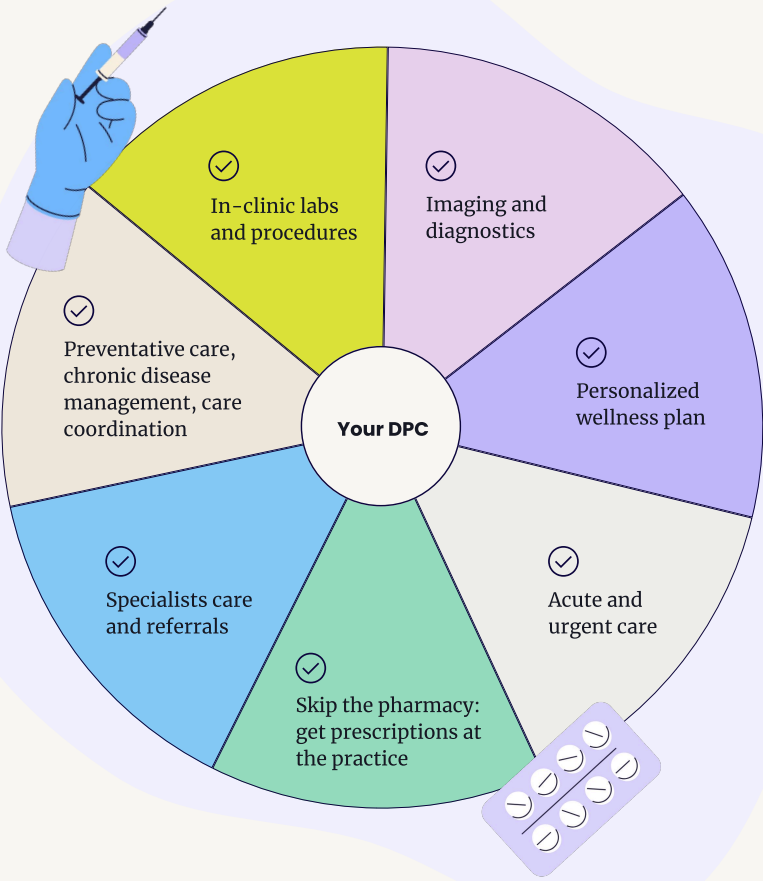 In-clinic labs
and procedures
Imaging and
diagnostics
Preventative care,
chronic disease
management, care
coordination
Personalized
wellness plan
Your DPC
Specialists care
and referrals
Acute and
urgent care
Skip the pharmacy:
get prescriptions at
the practice